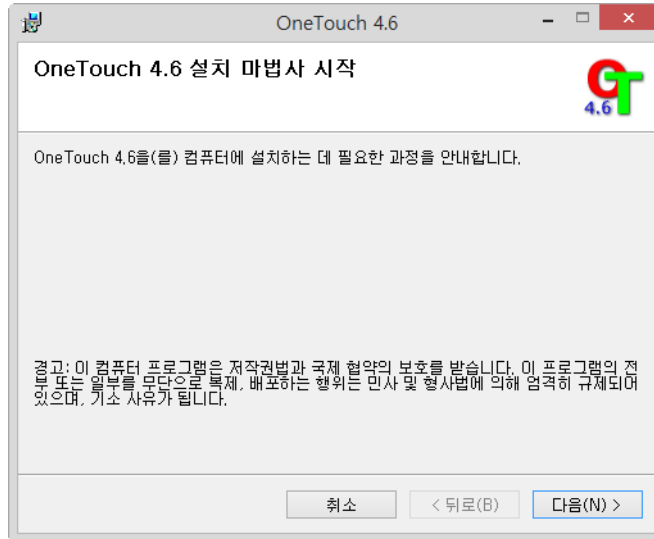 OneTouch 4.6
OneTouch 4.6 설치 마법사 시작
4.6
OneTouch 4.6을(를) 컴퓨터에 설치하는 데 필요한 과정을 안내합니다.
경고: 이 컴퓨터 프로그램은 저작권법과 국제 협약의 보호를 받습니다. 이 프로그램의 전
부 또는 일부를 무단으로 복제, 배포하는 행위는 민사 및 형사법에 의해 엄격히 규제되어
있으며, 기소 사유가 됩니다.
취소
< 뒤로(B)
다음(N) >